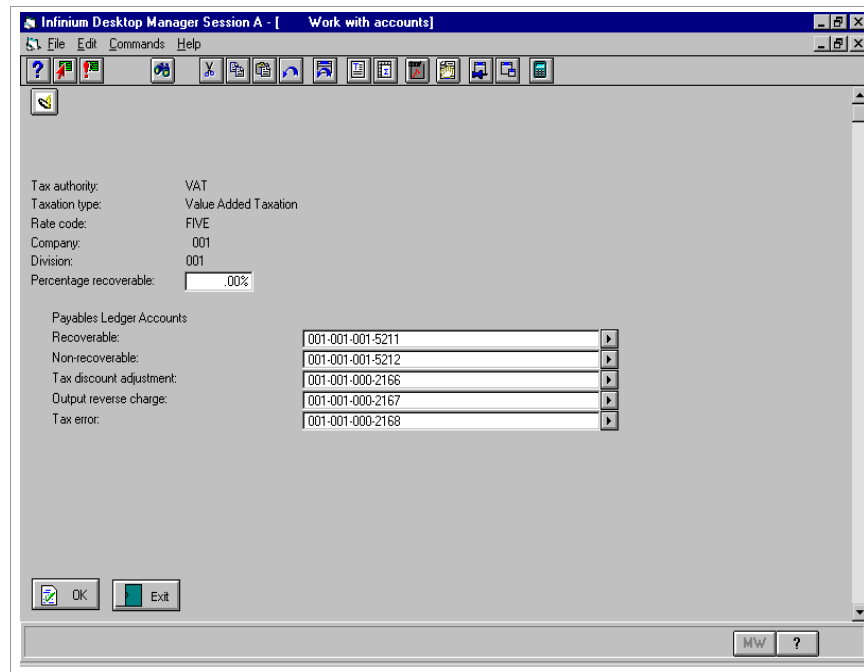 Infinium Desktop Manager Session A - [ Work with accounts]
File Edit Commands Help
Tax authority: VAT
Taxation type: Value Added Taxation
Rate code: FIVE
Company: 001
Division: 001
Percentage recoverable: .00%
Payables Ledger Accounts
Recoverable: 001-001-001-5211
Non-recoverable: 001-001-001-5212
Tax discount adjustment: 001-001-000-2166
Output reverse charge: 001-001-000-2167
Tax error: 001-001-000-2168
OK Exit
MW ?